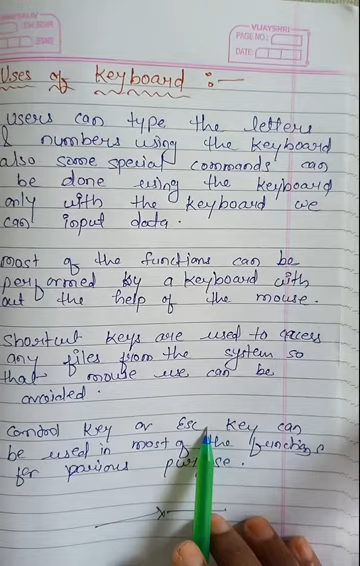 VIJAYSHRI
PAGE NO.:
DATE:
Uses of Keyboard :-
Users can type the letters
& numbers using the keyboard
also some special commands can
be done using the keyboard
only with the keyboard we
can input data.
most of the functions can be
performed by a keyboard with
out the help of the mouse.
Shortcut keys are used to access
any files from the system so
that mouse use can be
avoided.
Control Key or Esc Key can
be used in most of the functions
for various purpose.